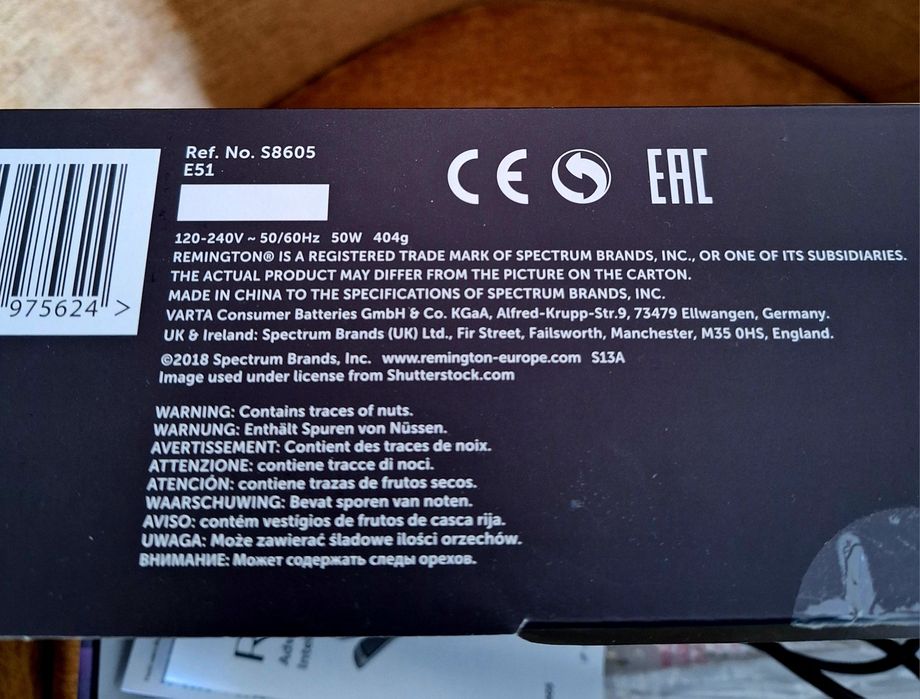 Ref. No. S8605
E51
CE
EAC
120-240V ~ 50/60Hz 50W 404g
REMINGTON® IS A REGISTERED TRADE MARK OF SPECTRUM BRANDS, INC., OR ONE OF ITS SUBSIDIARIES.
THE ACTUAL PRODUCT MAY DIFFER FROM THE PICTURE ON THE CARTON.
MADE IN CHINA TO THE SPECIFICATIONS OF SPECTRUM BRANDS, INC.
VARTA Consumer Batteries GmbH & Co. KGaA, Alfred-Krupp-Str.9, 73479 Ellwangen, Germany.
UK & Ireland: Spectrum Brands (UK) Ltd., Fir Street, Failsworth, Manchester, M35 0HS, England.
©2018 Spectrum Brands, Inc. www.remington-europe.com S13A
Image used under license from Shutterstock.com
975624 >
WARNING: Contains traces of nuts.
WARNUNG: Enthält Spuren von Nüssen.
AVERTISSEMENT: Contient des traces de noix.
ATTENZIONE: contiene tracce di noci.
ATENCIÓN: contiene trazas de frutos secos.
WAARSCHUWING: Bevat sporen van noten.
AVISO: contém vestígios de frutos de casca rija.
UWAGA: Może zawierać śladowe ilości orzechów.
ВНИМАНИЕ: Может содержать следы орехов.